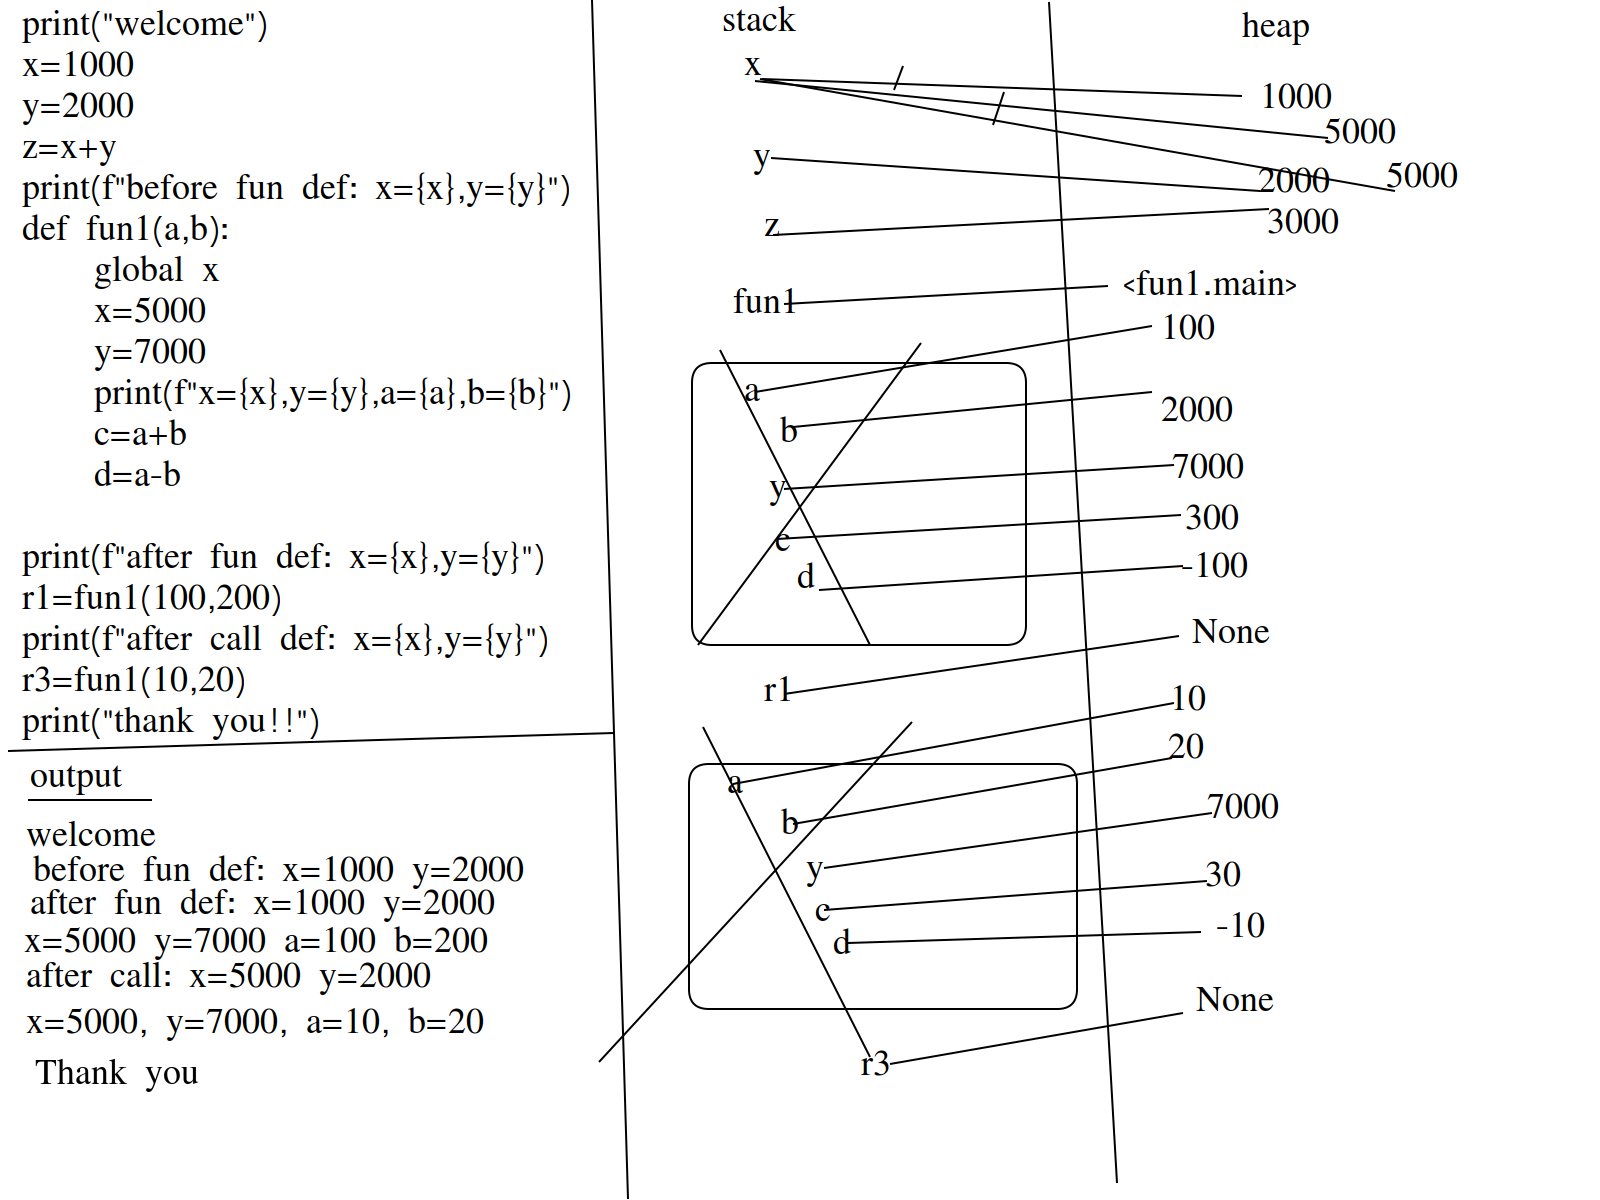 print("welcome")
x=1000
y=2000
z=x+y
print(f"before fun def: x={x},y={y}")
def fun1(a,b):
global x
x=5000
y=7000
print(f"x={x},y={y},a={a},b={b}")
c=a+b
d=a-b
print(f"after fun def: x={x},y={y}")
r1=fun1(100,200)
print(f"after call def: x={x},y={y}")
r3=fun1(10,20)
print("thank you!!")
output
welcome
before fun def: x=1000 y=2000
after fun def: x=1000 y=2000
x=5000 y=7000 a=100 b=200
after call: x=5000 y=2000
x=5000, y=7000, a=10, b=20
Thank you
stack
x
y
z
fun1
a
b
y
c
d
r1
a
b
y
c
d
r3
heap
1000
5000
2000 5000
3000
<fun1.main>
100
2000
7000
300
-100
None
10
20
7000
30
-10
None